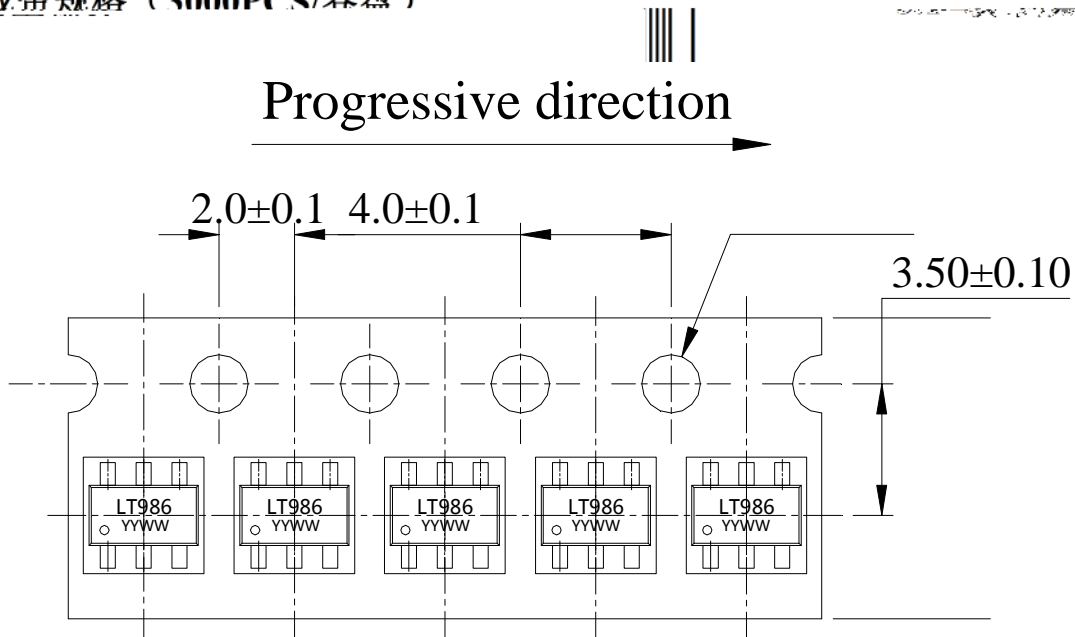 (3000PCS/
Progressive direction
2.0±0.1 4.0±0.1
3.50±0.10
LT986 LT986 LT986 LT986 LT986
YYWW YYWW YYWW YYWW YYWW